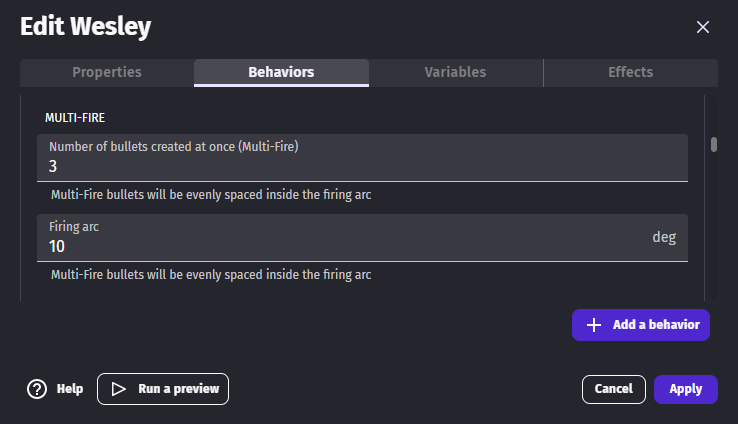 Edit Wesley
Properties
Behaviors
Variables
Effects
MULTI-FIRE
Number of bullets created at once (Multi-Fire)
3
Multi-Fire bullets will be evenly spaced inside the firing arc
Firing arc
10
deg
Multi-Fire bullets will be evenly spaced inside the firing arc
Add a behavior
Help
Run a preview
Cancel
Apply